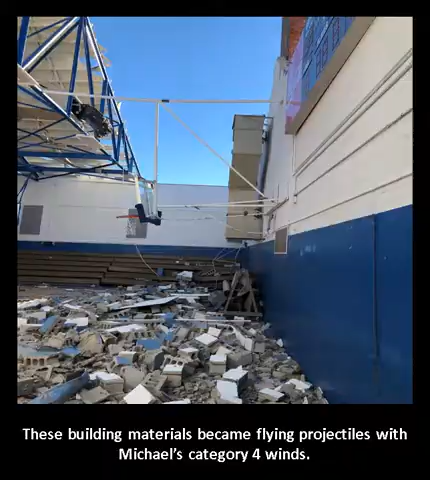 These building materials became flying projectiles with
Michael's category 4 winds.